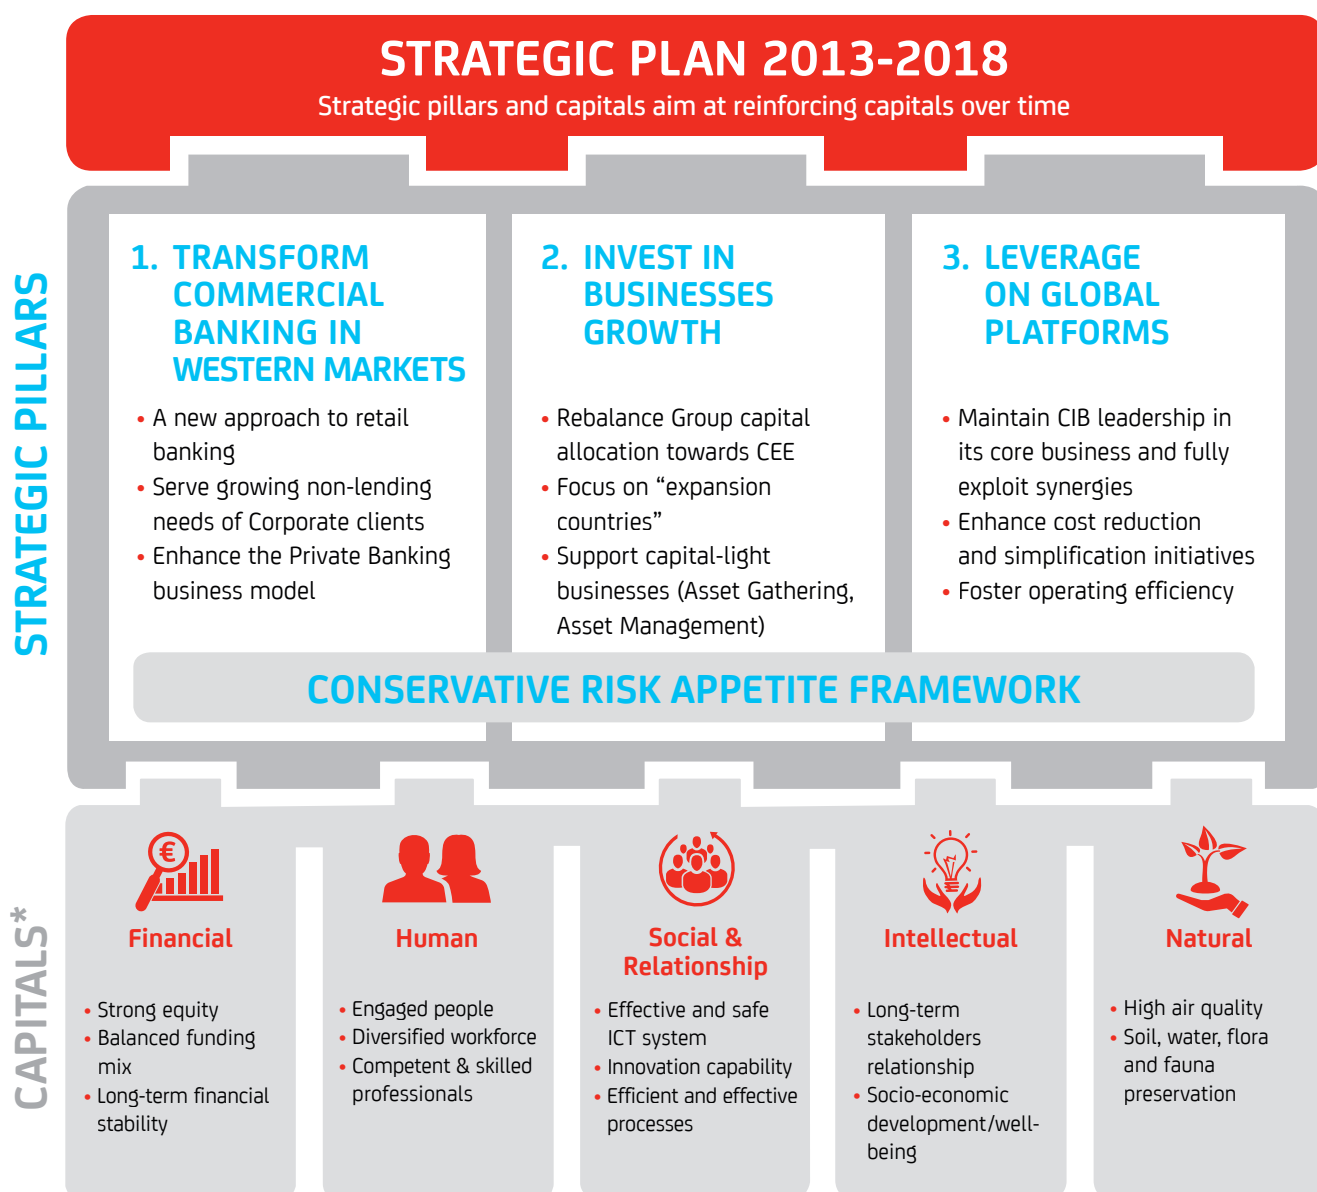 STRATEGIC PLAN 2013-2018
Strategic pillars and capitals aim at reinforcing capitals over time
STRATEGIC PILLARS
1. TRANSFORM
COMMERCIAL
BANKING IN
WESTERN MARKETS
• A new approach to retail
banking
• Serve growing non-lending
needs of Corporate clients
• Enhance the Private Banking
business model
2. INVEST IN
BUSINESSES
GROWTH
• Rebalance Group capital
allocation towards CEE
• Focus on “expansion
countries”
• Support capital-light
businesses (Asset Gathering,
Asset Management)
3. LEVERAGE
ON GLOBAL
PLATFORMS
• Maintain CIB leadership in
its core business and fully
exploit synergies
• Enhance cost reduction
and simplification initiatives
• Foster operating efficiency
CONSERVATIVE RISK APPETITE FRAMEWORK
CAPITALS*
€
Financial
• Strong equity
• Balanced funding
mix
• Long-term financial
stability
Human
• Engaged people
• Diversified workforce
• Competent & skilled
professionals
Social &
Relationship
• Effective and safe
ICT system
• Innovation capability
• Efficient and effective
processes
Intellectual
• Long-term
stakeholders
relationship
• Socio-economic
development/well-
being
Natural
• High air quality
• Soil, water, flora
and fauna
preservation